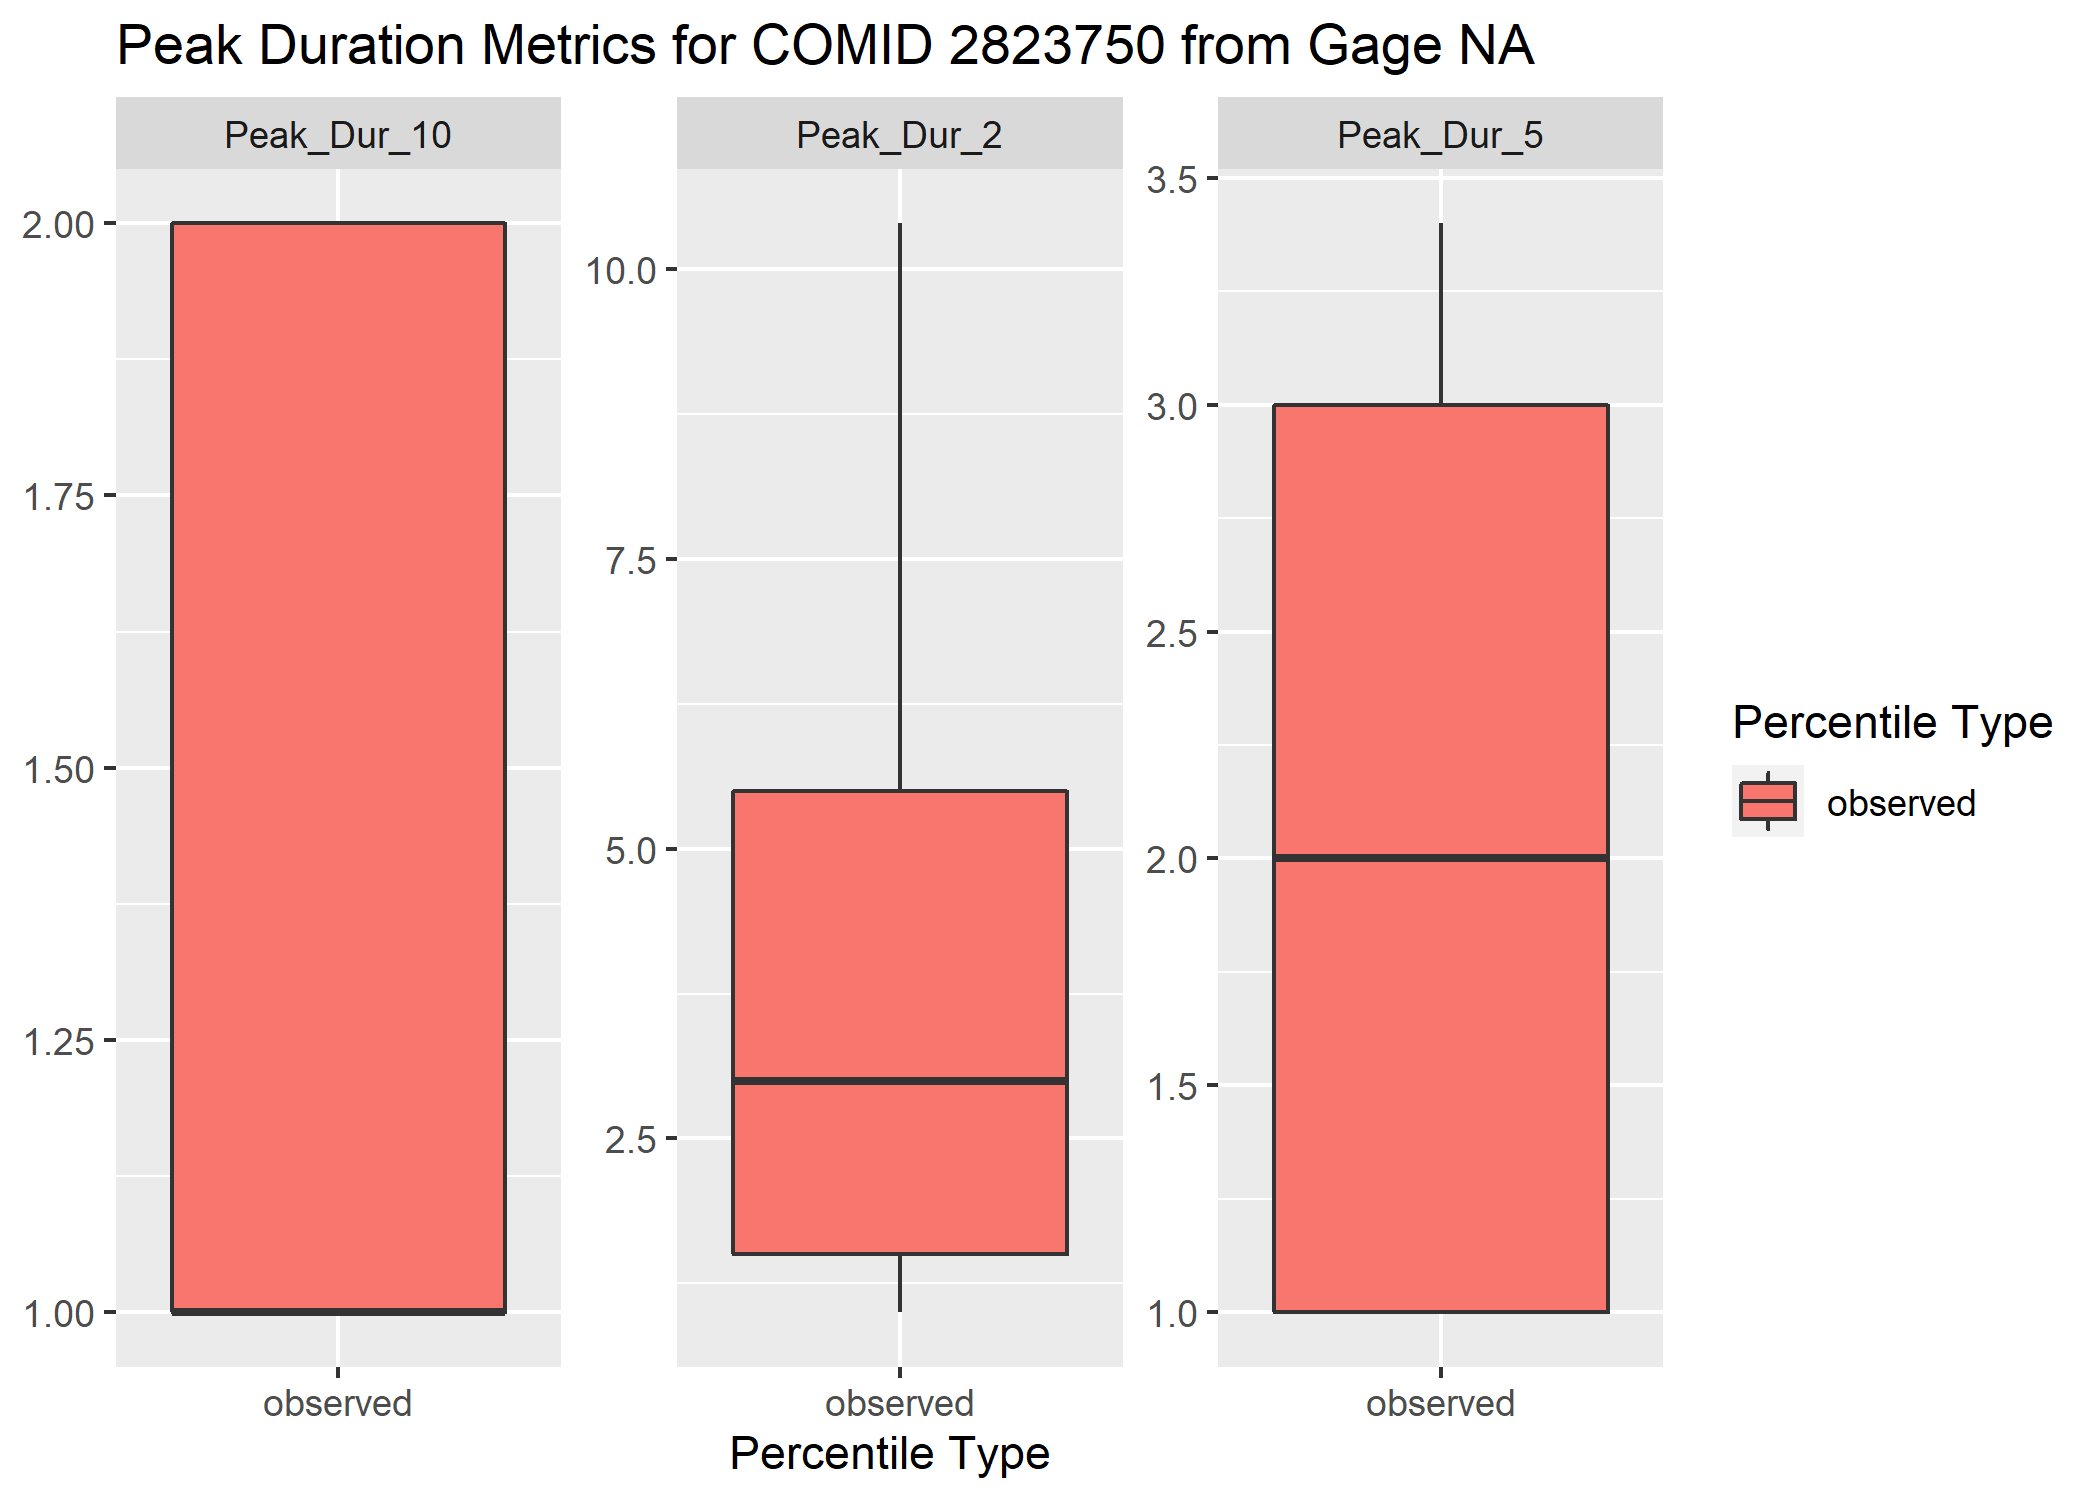 Peak Duration Metrics for COMID 2823750 from Gage NA
Peak_Dur_10
2.00
1.75
1.50
1.25
1.00
observed
Peak_Dur_2
10.0
7.5
5.0
2.5
observed
Peak_Dur_5
3.5
3.0
2.5
2.0
1.5
1.0
observed
Percentile Type
Percentile Type
observed